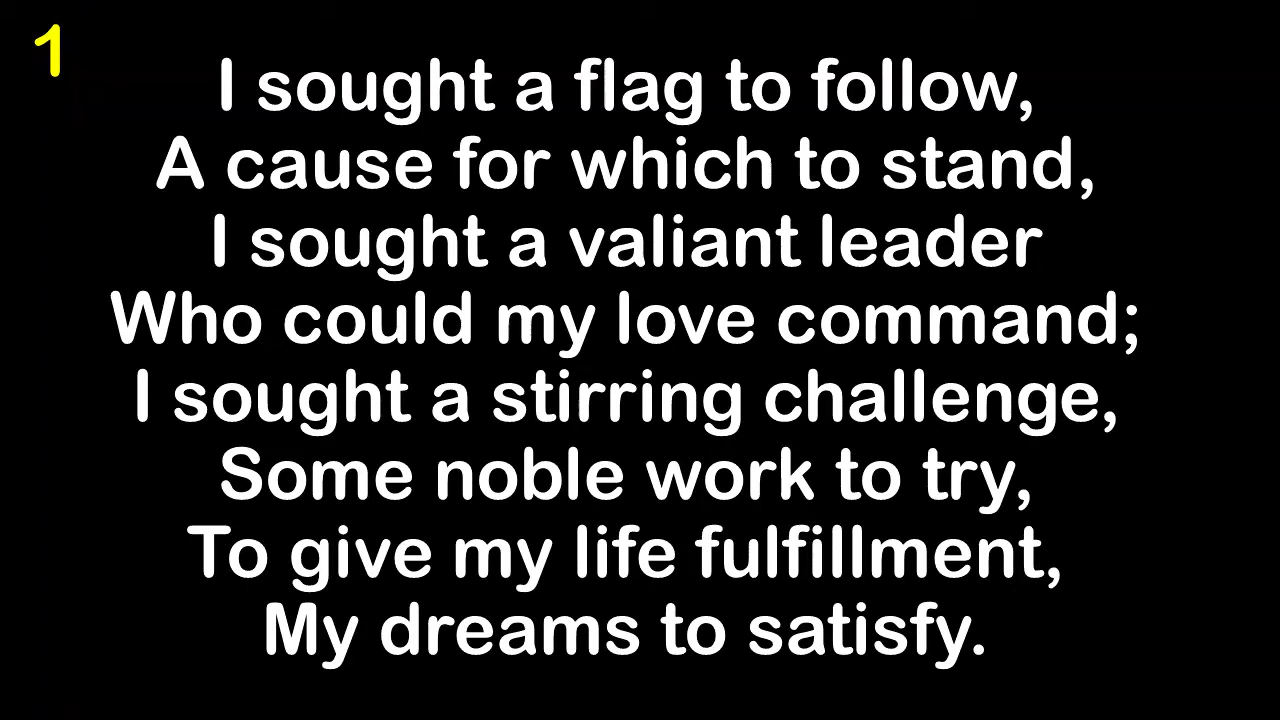 1
I sought a flag to follow,
A cause for which to stand,
I sought a valiant leader
Who could my love command;
I sought a stirring challenge,
Some noble work to try,
To give my life fulfillment,
My dreams to satisfy.